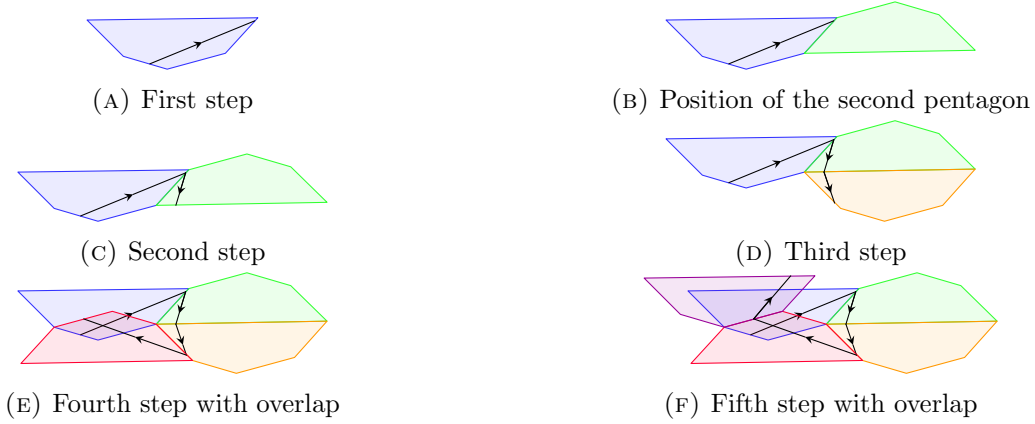 (A) First step
(B) Position of the second pentagon
(C) Second step
(D) Third step
(E) Fourth step with overlap
(F) Fifth step with overlap